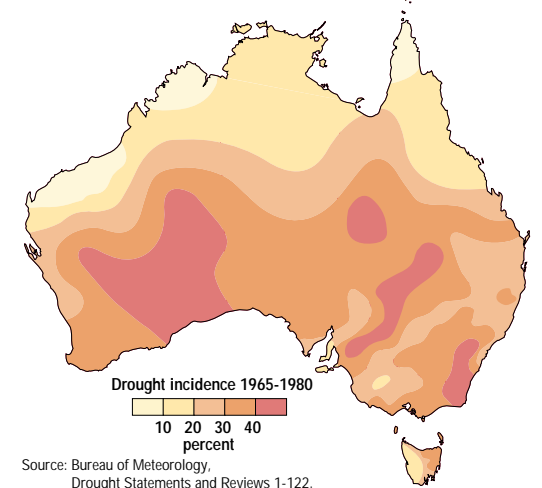 Drought incidence 1965-1980
10 20 30 40
percent
Source: Bureau of Meteorology,
Drought Statements and Reviews 1-122.